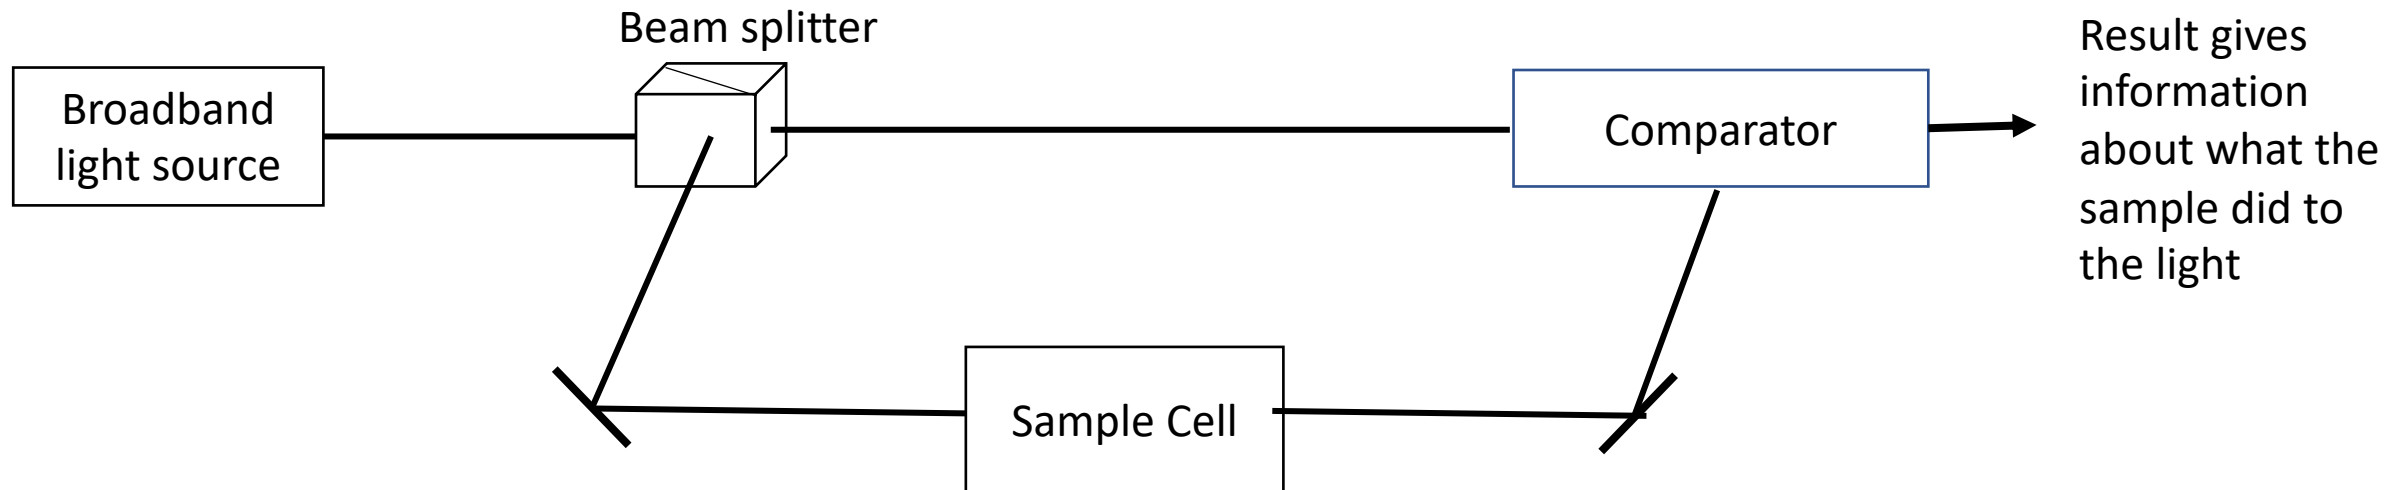 Beam splitter
Broadband
light source
Comparator
Result gives
information
about what the
sample did to
the light
Sample Cell